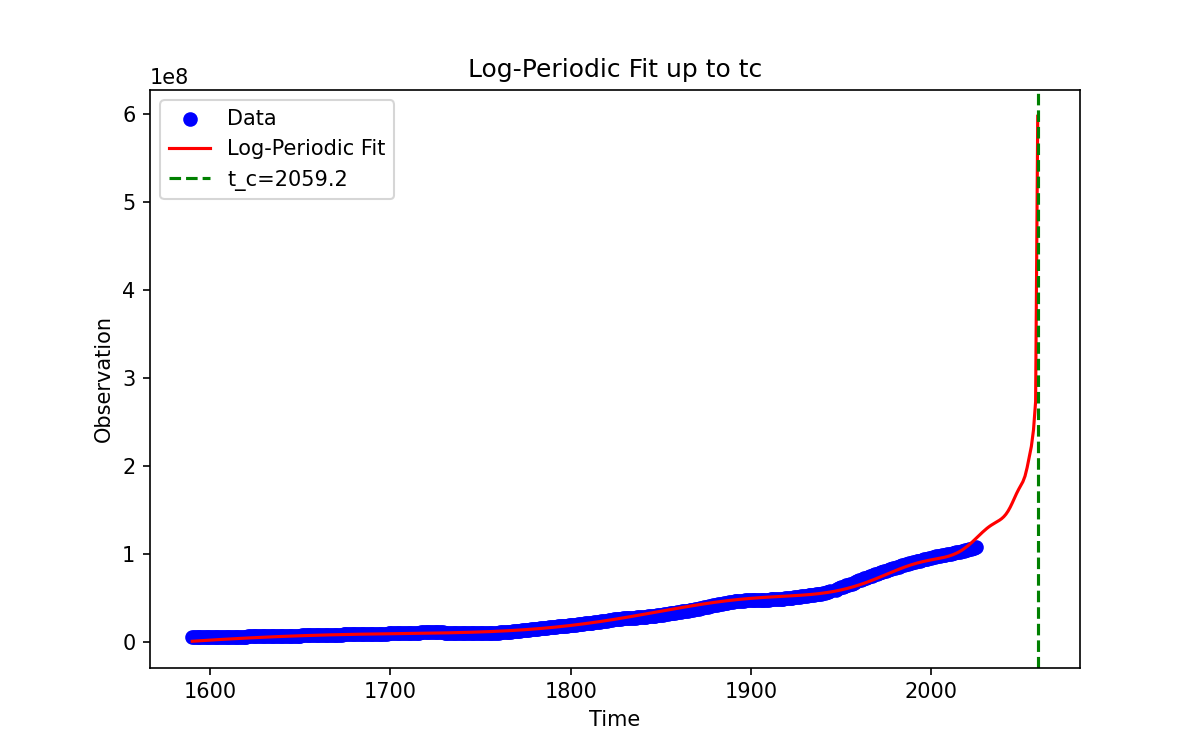 Log-Periodic Fit up to tc
1e8
Data
Log-Periodic Fit
t_c=2059.2
6
5
4
3
2
1
0
Observation
1600
1700
1800
1900
2000
Time